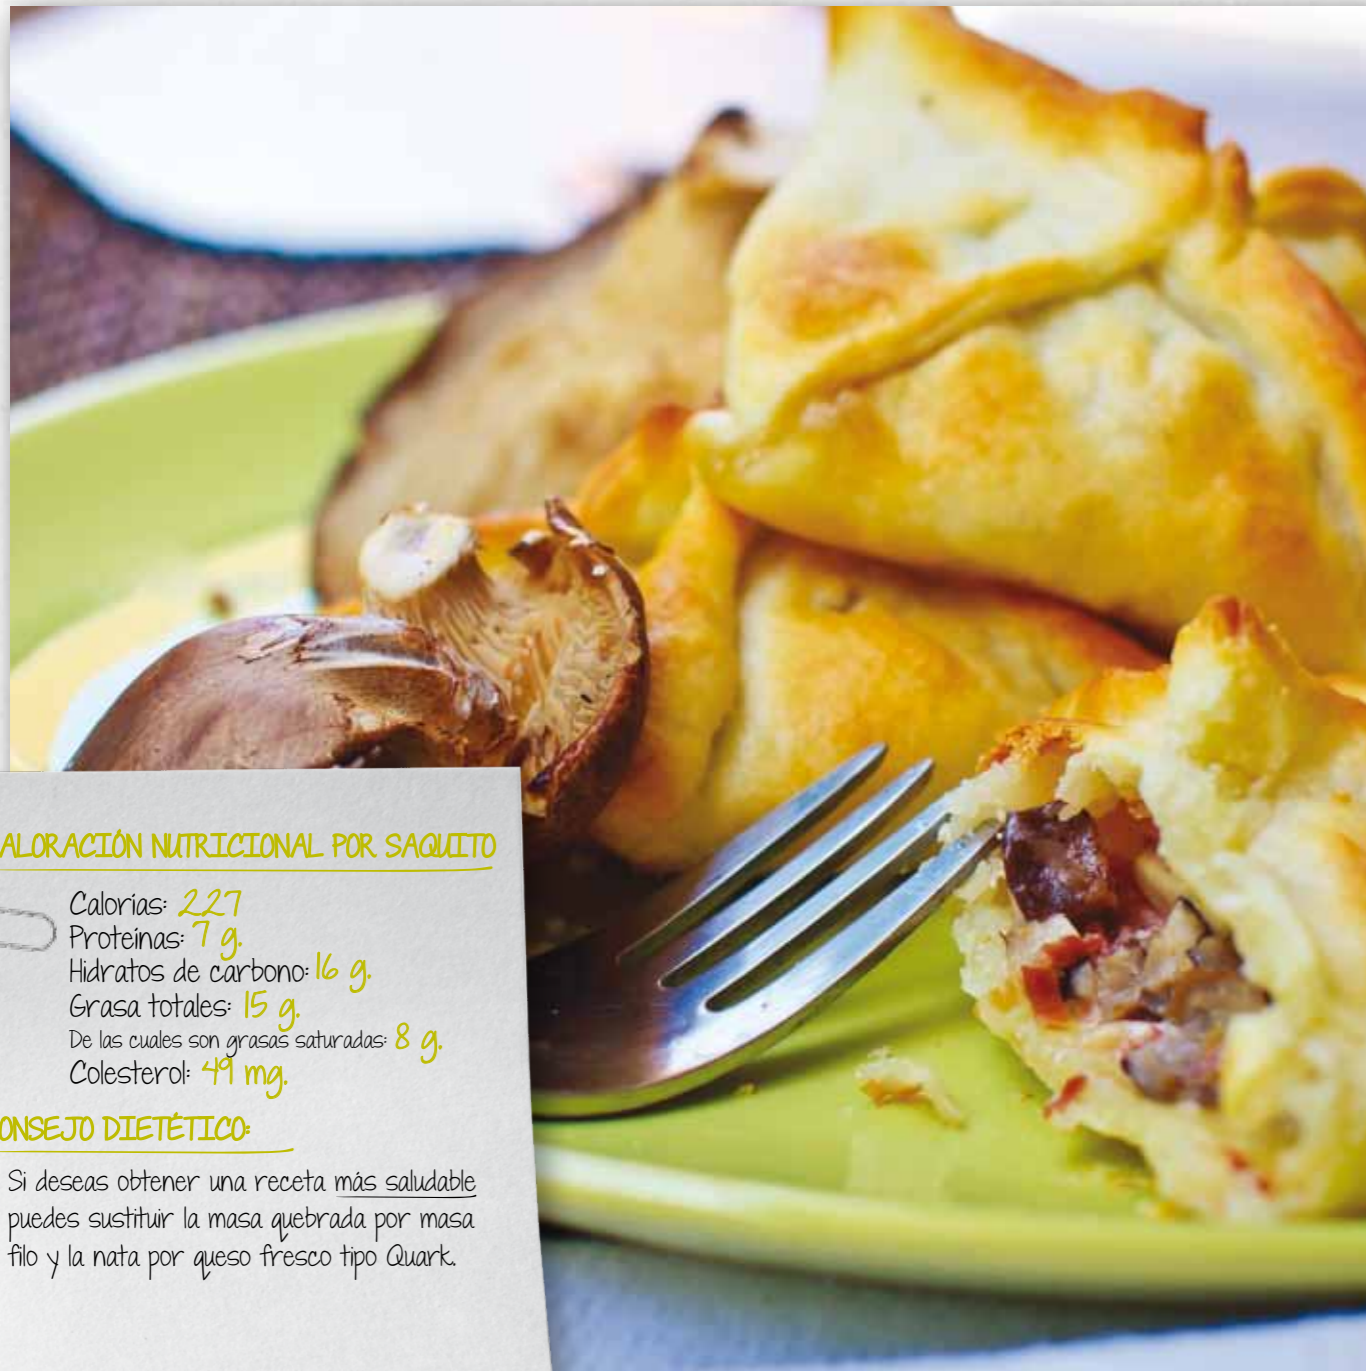 ALORACIÓN NUTRICIONAL POR SAQUITO
Calorías: 227
Proteínas: 7 g.
Hidratos de carbono: 16 g.
Grasa totales: 15 g.
De las cuales son grasas saturadas: 8 g.
Colesterol: 49 mg.
ONSEJO DIETÉTICO:
Si deseas obtener una receta más saludable
puedes sustituir la masa quebrada por masa
filo y la nata por queso fresco tipo Quark.